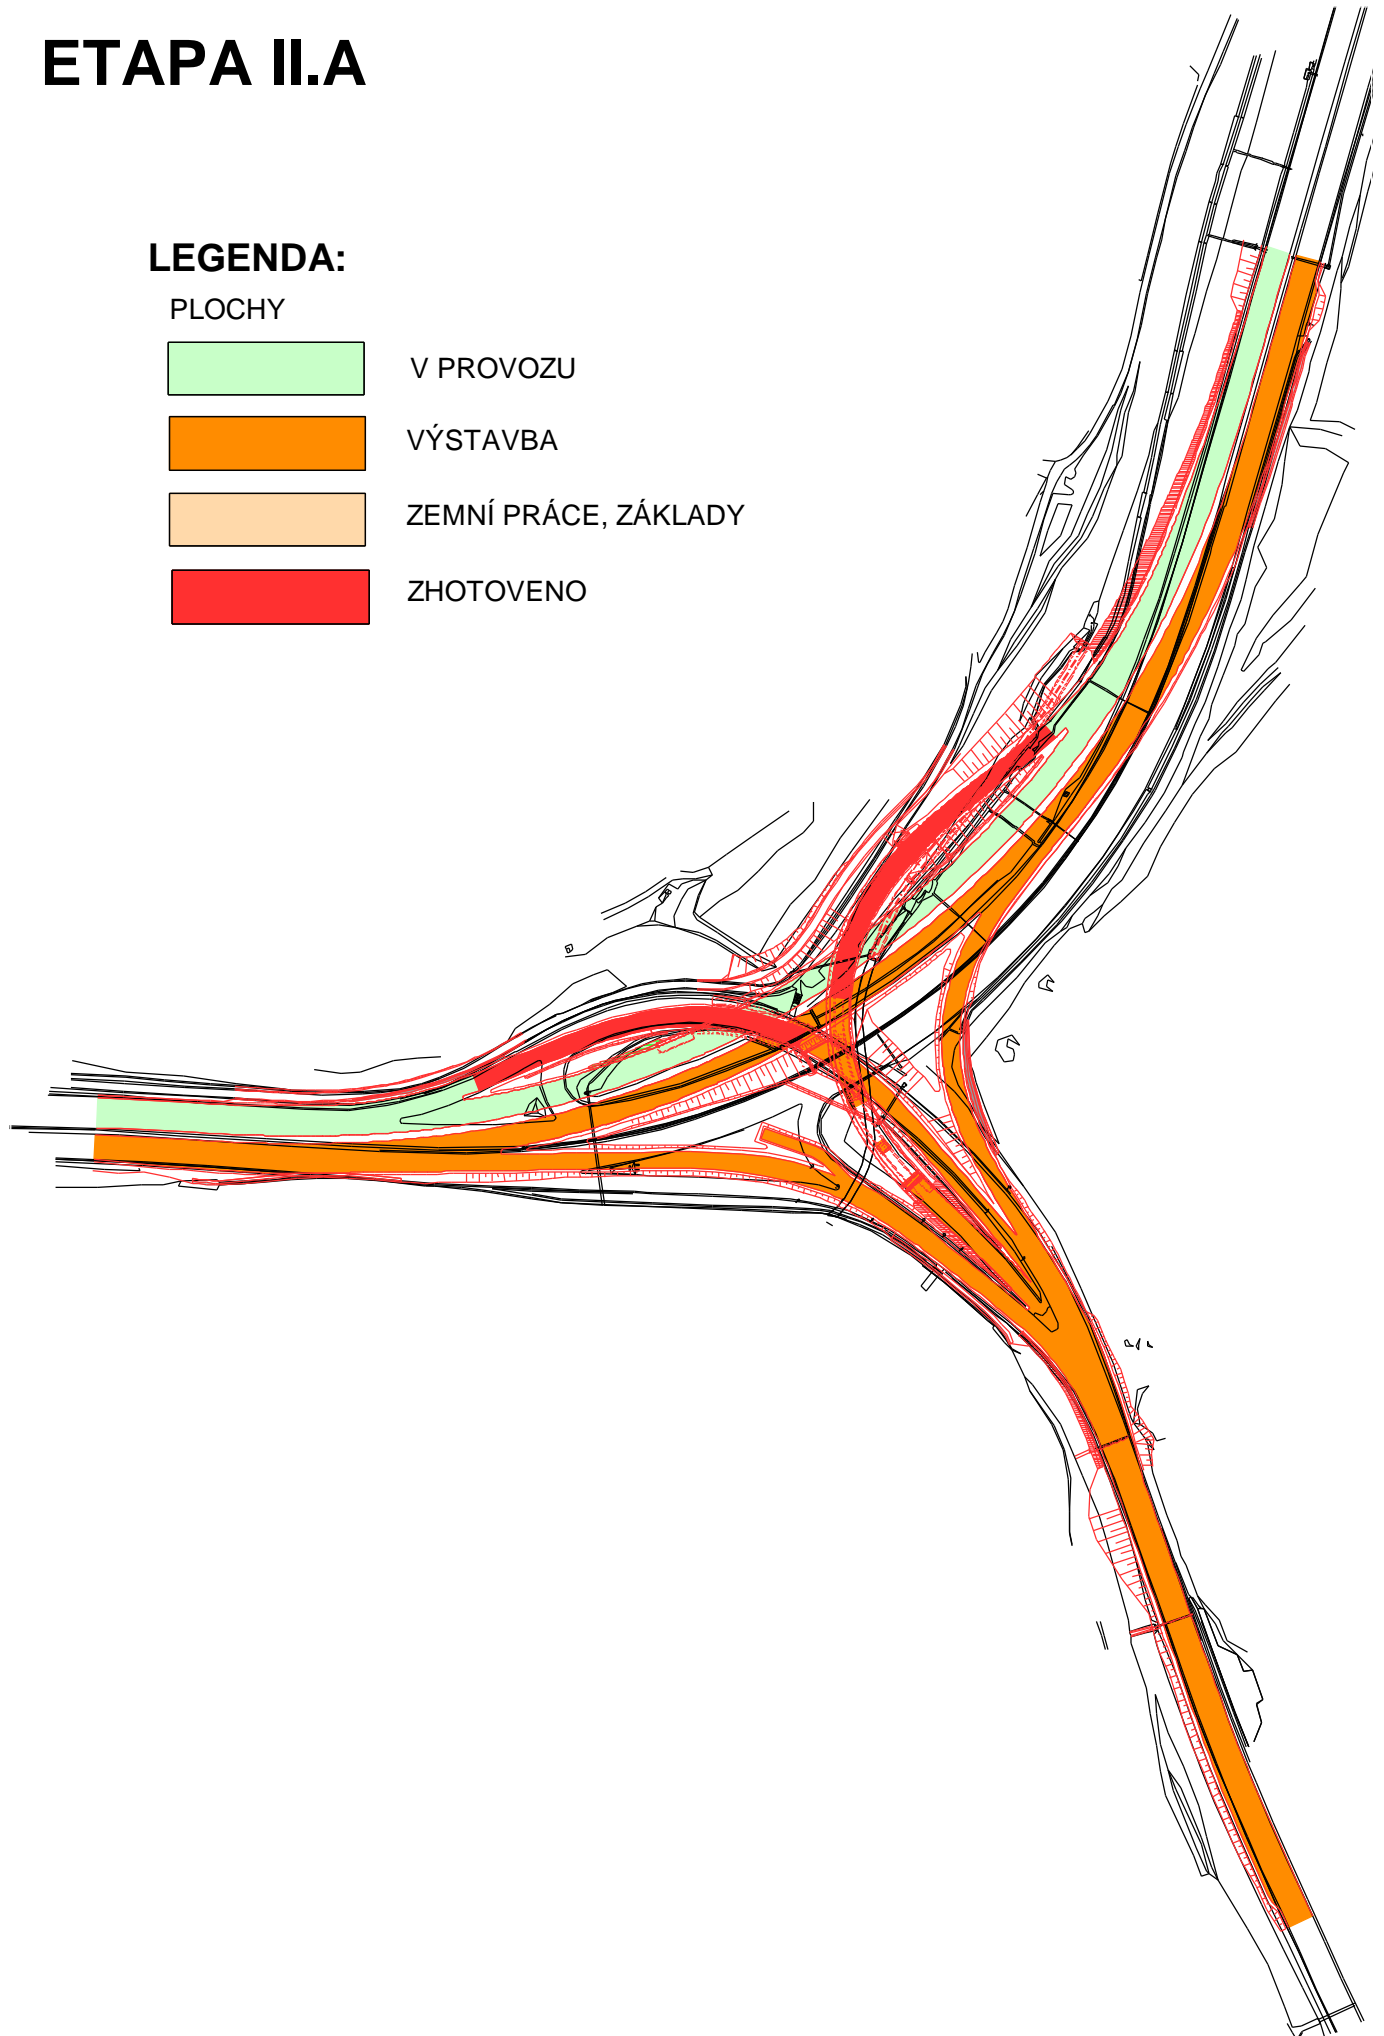 ETAPA II.A
LEGENDA:
PLOCHY
V PROVOZU
VÝSTAVBA
ZEMNÍ PRÁCE, ZÁKLADY
ZHOTOVENO